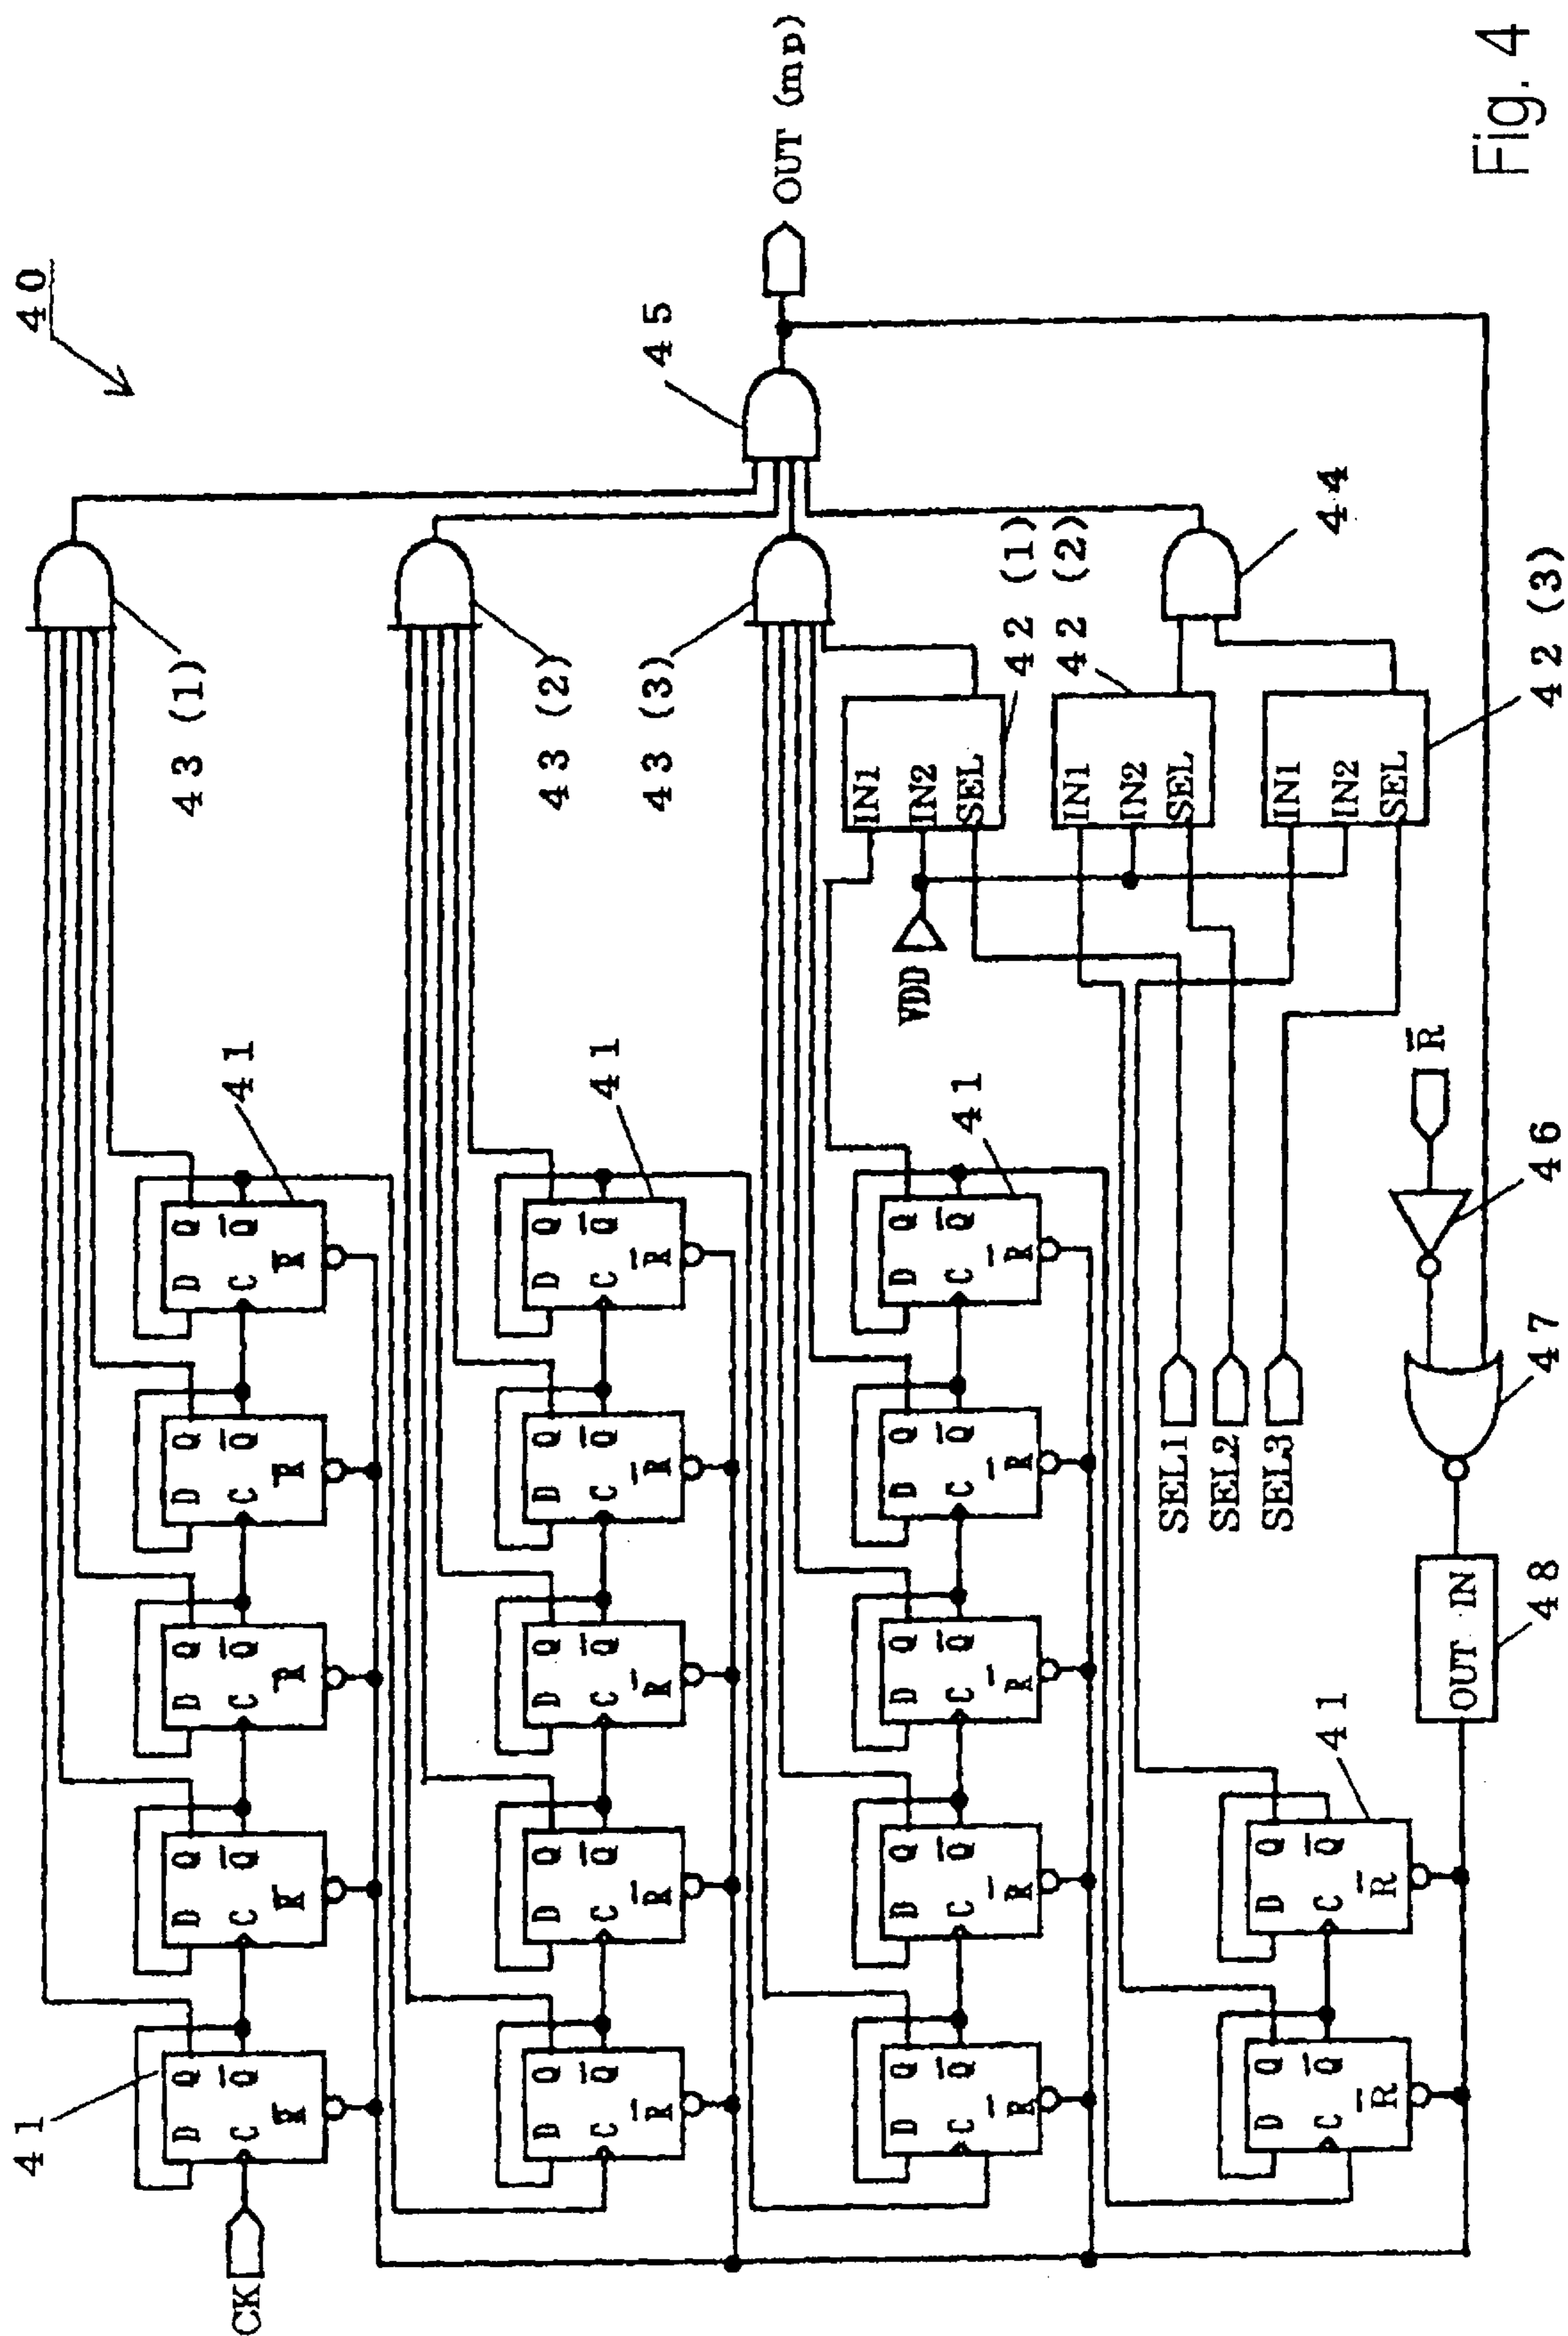 40
41
CK
D Q C Q̅ R̅
D Q C Q̅ R̅
D Q C Q̅ R̅
D Q C Q̅ R̅
D Q C Q̅ R̅
41
43 (1)
D Q C Q̅ R̅
D Q C Q̅ R̅
D Q C Q̅ R̅
D Q C Q̅ R̅
D Q C Q̅ R̅
41
43 (2)
43 (3)
45
OUT (mp)
D Q C Q̅ R̅
D Q C Q̅ R̅
D Q C Q̅ R̅
D Q C Q̅ R̅
D Q C Q̅ R̅
41
VDD
IN1
IN2
SEL
42 (1)
42 (2)
IN1
IN2
SEL
44
IN1
IN2
SEL
42 (3)
SEL1
SEL2
SEL3
D Q C Q̅ R̅
D Q C Q̅ R̅
41
R̅
46
47
OUT IN
48
Fig. 4